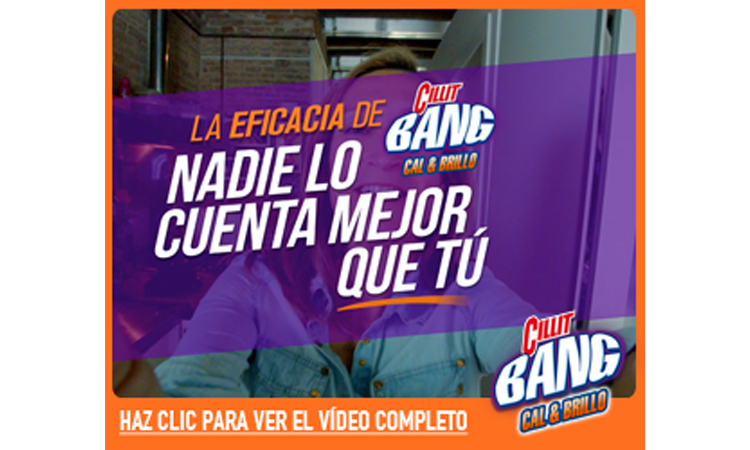 LA EFICACIA DE CILLIT
BANG
CAL & BRILLO
NADIE LO
CUENTA MEJOR
QUE TÚ
CILLIT
BANG
CAL & BRILLO
HAZ CLIC PARA VER EL VÍDEO COMPLETO